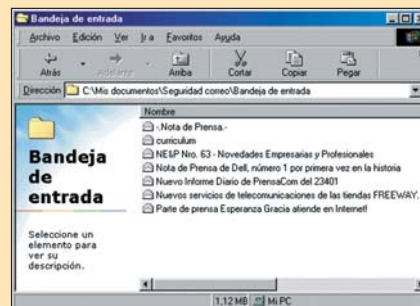 Bandeja de entrada
Archivo Edición Ver Ir a Favoritos Ayuda
Atrás Adelante Arriba Cortar Copiar Pegar
Dirección C:\Mis documentos\Seguridad correo\Bandeja de entrada
Nombre
-.Nota de Prensa.-
curriculum
NE&P Nro. 63 - Novedades Empresarias y Profesionales
Nota de Prensa de Dell, número 1 por primera vez en la historia
Nuevo Informe Diario de PrensaCom del 23401
Nuevos servicios de telecomunicaciones de las tiendas FREEWAY.
Parte de prensa Esperanza Gracia atiende en Internet!
Bandeja
de
entrada
Seleccione un
elemento para
ver su
descripción.
1,12 MB Mi PC